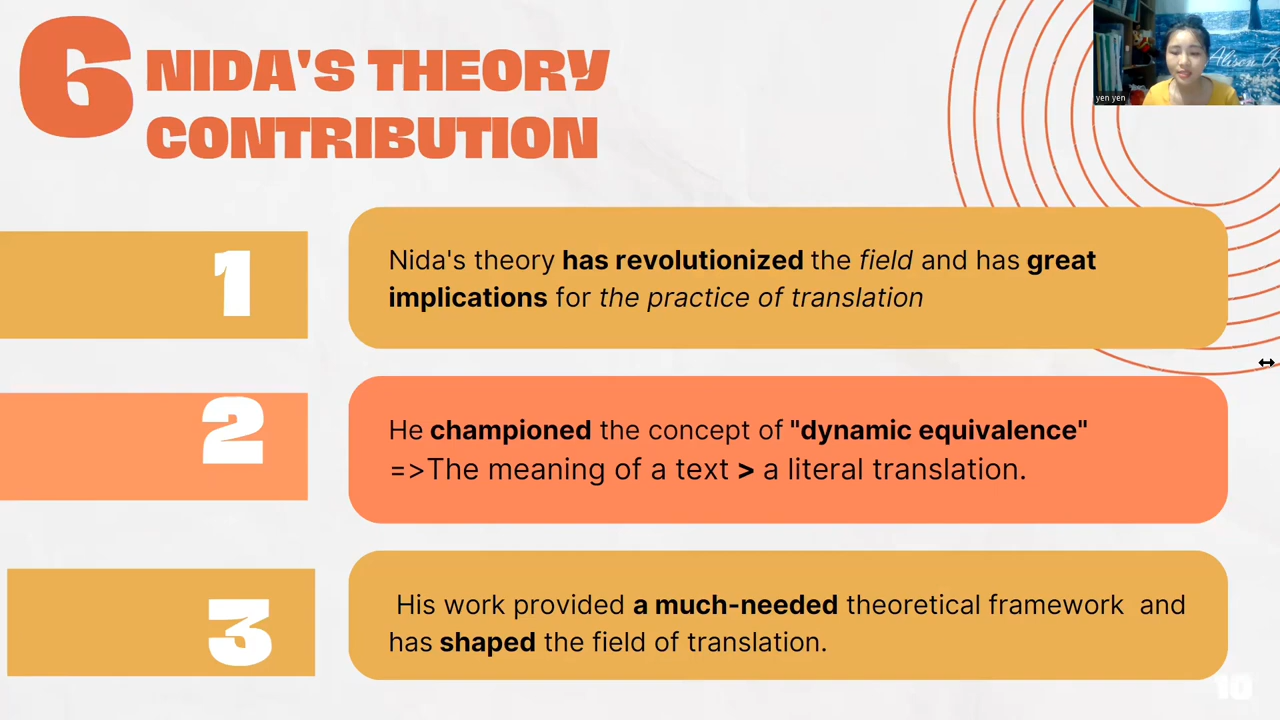 6
NIDA'S THEORY
CONTRIBUTION
yen yen
1
Nida's theory has revolutionized the field and has great
implications for the practice of translation
2
He championed the concept of "dynamic equivalence"
=>The meaning of a text > a literal translation.
3
His work provided a much-needed theoretical framework and
has shaped the field of translation.
10